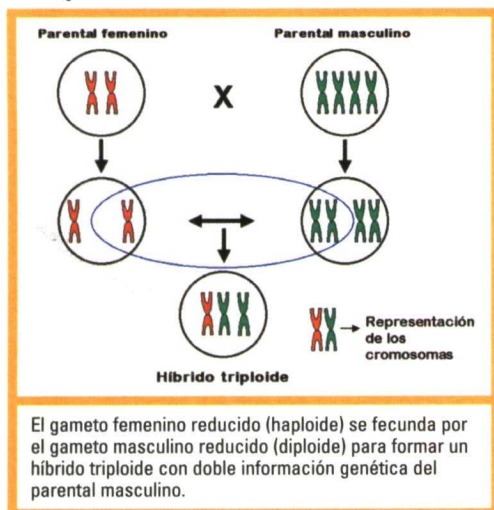 Parental femenino
Parental masculino
X
Representación
de los
cromosomas
Híbrido triploide
El gameto femenino reducido (haploide) se fecunda por
el gameto masculino reducido (diploide) para formar un
híbrido triploide con doble información genética del
parental masculino.